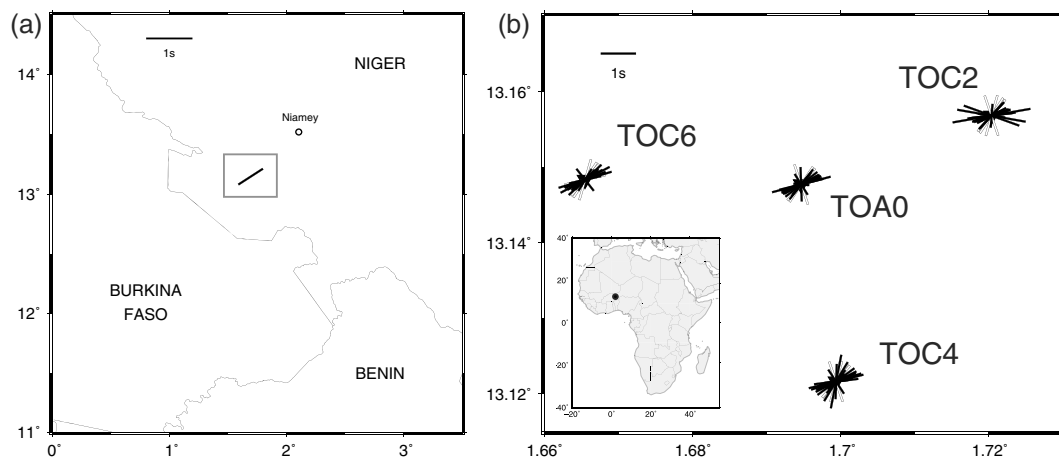 (a)
1s
NIGER
Niamey
BURKINA
FASO
BENIN
14°
13°
12°
11°
0°
1°
2°
3°
(b)
1s
TOC2
TOC6
TOA0
TOC4
13.16°
13.14°
13.12°
1.66°
1.68°
1.7°
1.72°
40°
20°
0°
-20°
-40°
-20°
0°
20°
40°